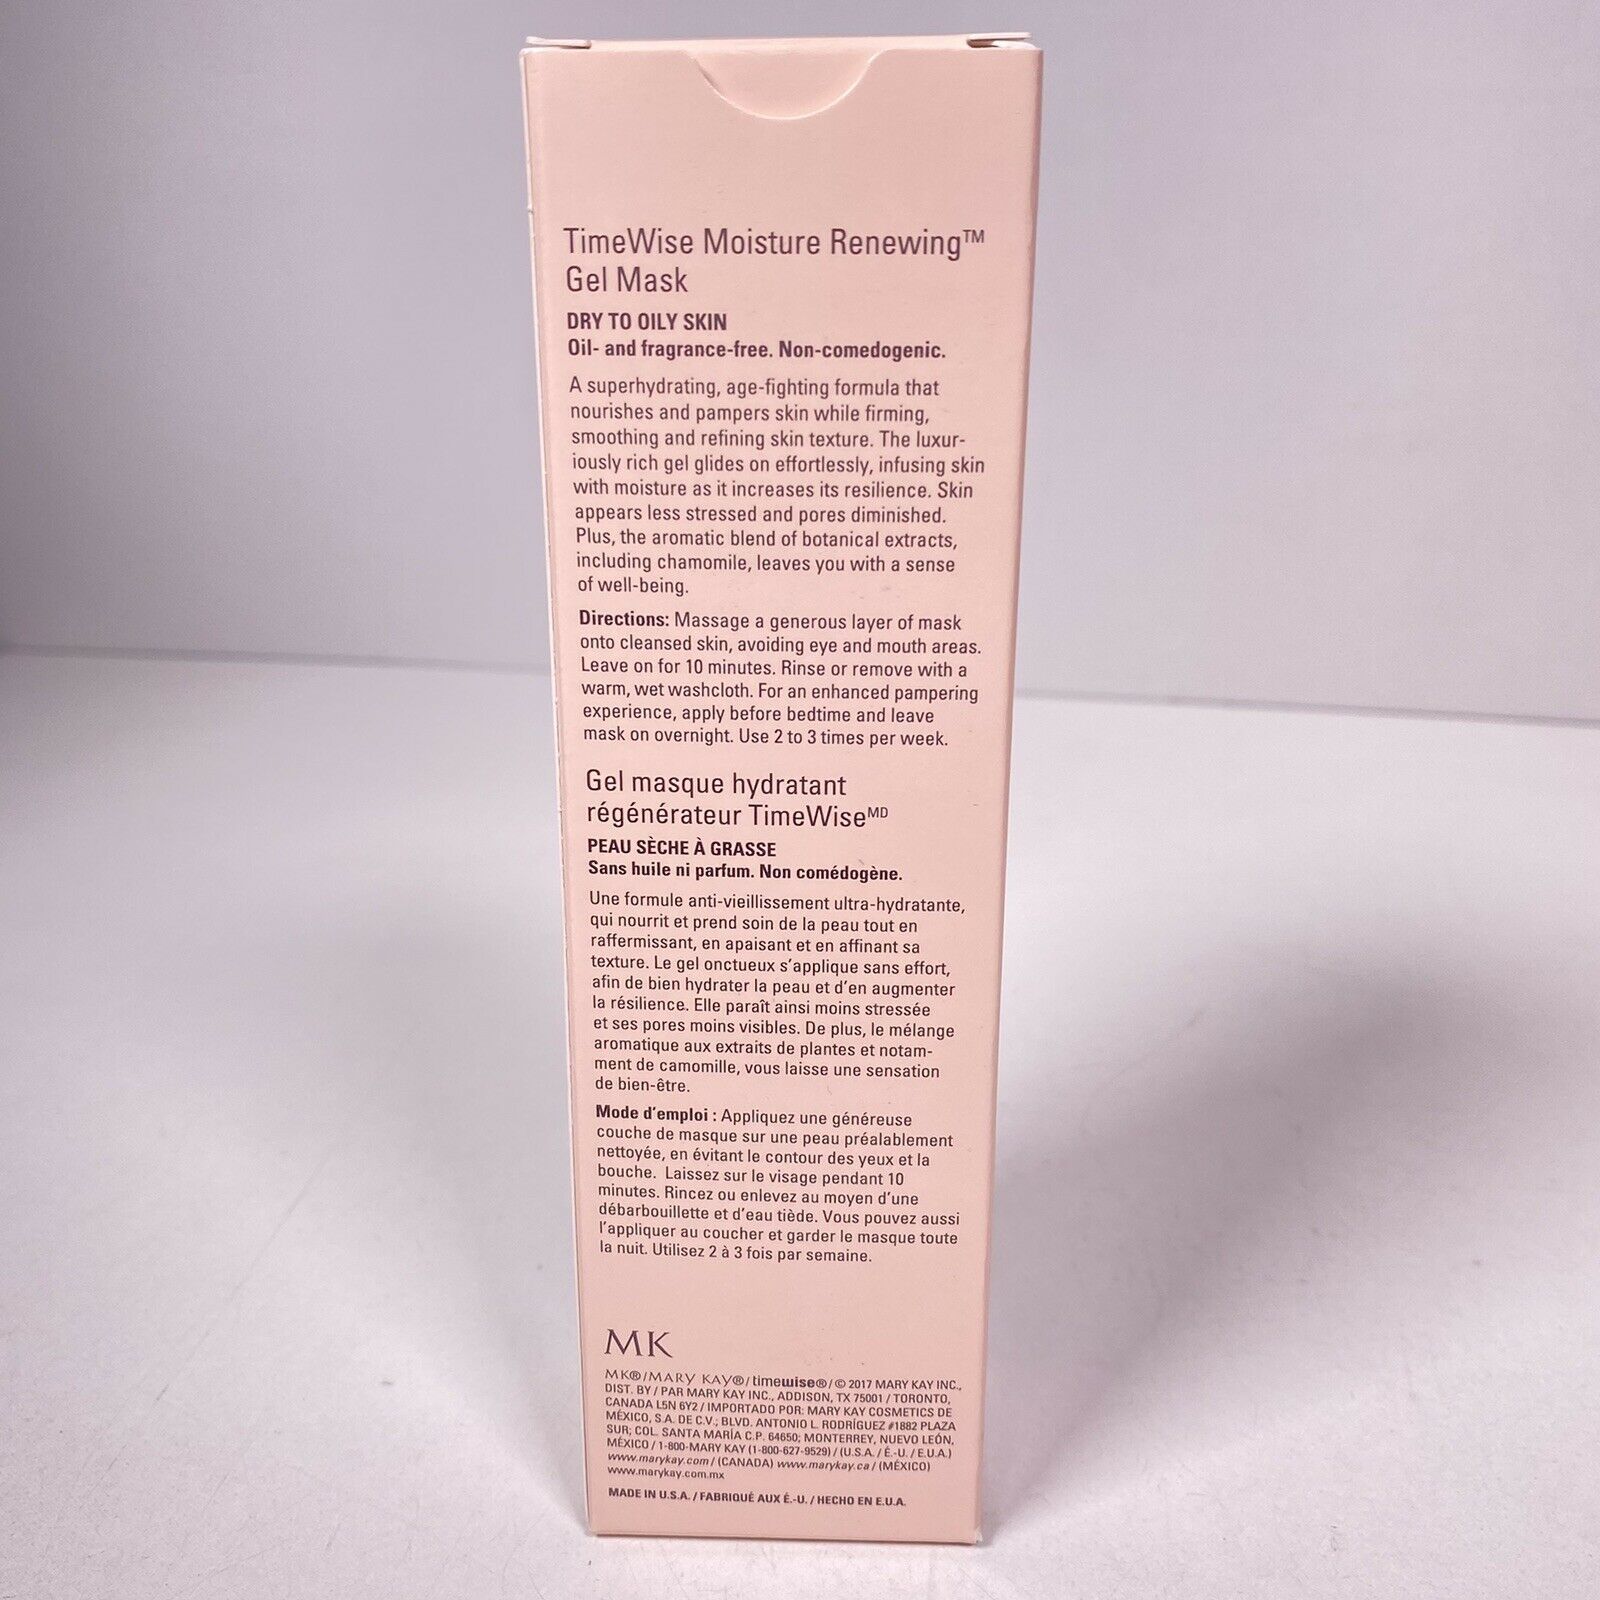 TimeWise Moisture Renewing™
Gel Mask
DRY TO OILY SKIN
Oil- and fragrance-free. Non-comedogenic.
A superhydrating, age-fighting formula that
nourishes and pampers skin while firming,
smoothing and refining skin texture. The luxur-
iously rich gel glides on effortlessly, infusing skin
with moisture as it increases its resilience. Skin
appears less stressed and pores diminished.
Plus, the aromatic blend of botanical extracts,
including chamomile, leaves you with a sense
of well-being.
Directions: Massage a generous layer of mask
onto cleansed skin, avoiding eye and mouth areas.
Leave on for 10 minutes. Rinse or remove with a
warm, wet washcloth. For an enhanced pampering
experience, apply before bedtime and leave
mask on overnight. Use 2 to 3 times per week.
Gel masque hydratant
régénérateur TimeWiseMD
PEAU SÈCHE À GRASSE
Sans huile ni parfum. Non comédogène.
Une formule anti-vieillissement ultra-hydratante,
qui nourrit et prend soin de la peau tout en
raffermissant, en apaisant et en affinant sa
texture. Le gel onctueux s'applique sans effort,
afin de bien hydrater la peau et d'en augmenter
la résilience. Elle paraît ainsi moins stressée
et ses pores moins visibles. De plus, le mélange
aromatique aux extraits de plantes et notam-
ment de camomille, vous laisse une sensation
de bien-être.
Mode d'emploi : Appliquez une généreuse
couche de masque sur une peau préalablement
nettoyée, en évitant le contour des yeux et la
bouche. Laissez sur le visage pendant 10
minutes. Rincez ou enlevez au moyen d'une
débarbouillette et d'eau tiède. Vous pouvez aussi
l'appliquer au coucher et garder le masque toute
la nuit. Utilisez 2 à 3 fois par semaine.
MK
MK®/MARY KAY®/timewise®/© 2017 MARY KAY INC.,
DIST. BY / PAR MARY KAY INC., ADDISON, TX 75001 / TORONTO,
CANADA L5N 6Y2 / IMPORTADO POR: MARY KAY COSMETICS DE
MÉXICO, S.A. DE C.V.; BLVD. ANTONIO L. RODRÍGUEZ #1882 PLAZA
SUR; COL. SANTA MARÍA C.P. 64650; MONTERREY, NUEVO LEÓN,
MÉXICO / 1-800-MARY KAY (1-800-627-9529) / (U.S.A. / É.-U. / E.U.A.)
www.marykay.com / (CANADA) www.marykay.ca / (MÉXICO)
www.marykay.com.mx
MADE IN U.S.A. / FABRIQUÉ AUX É.-U. / HECHO EN E.U.A.